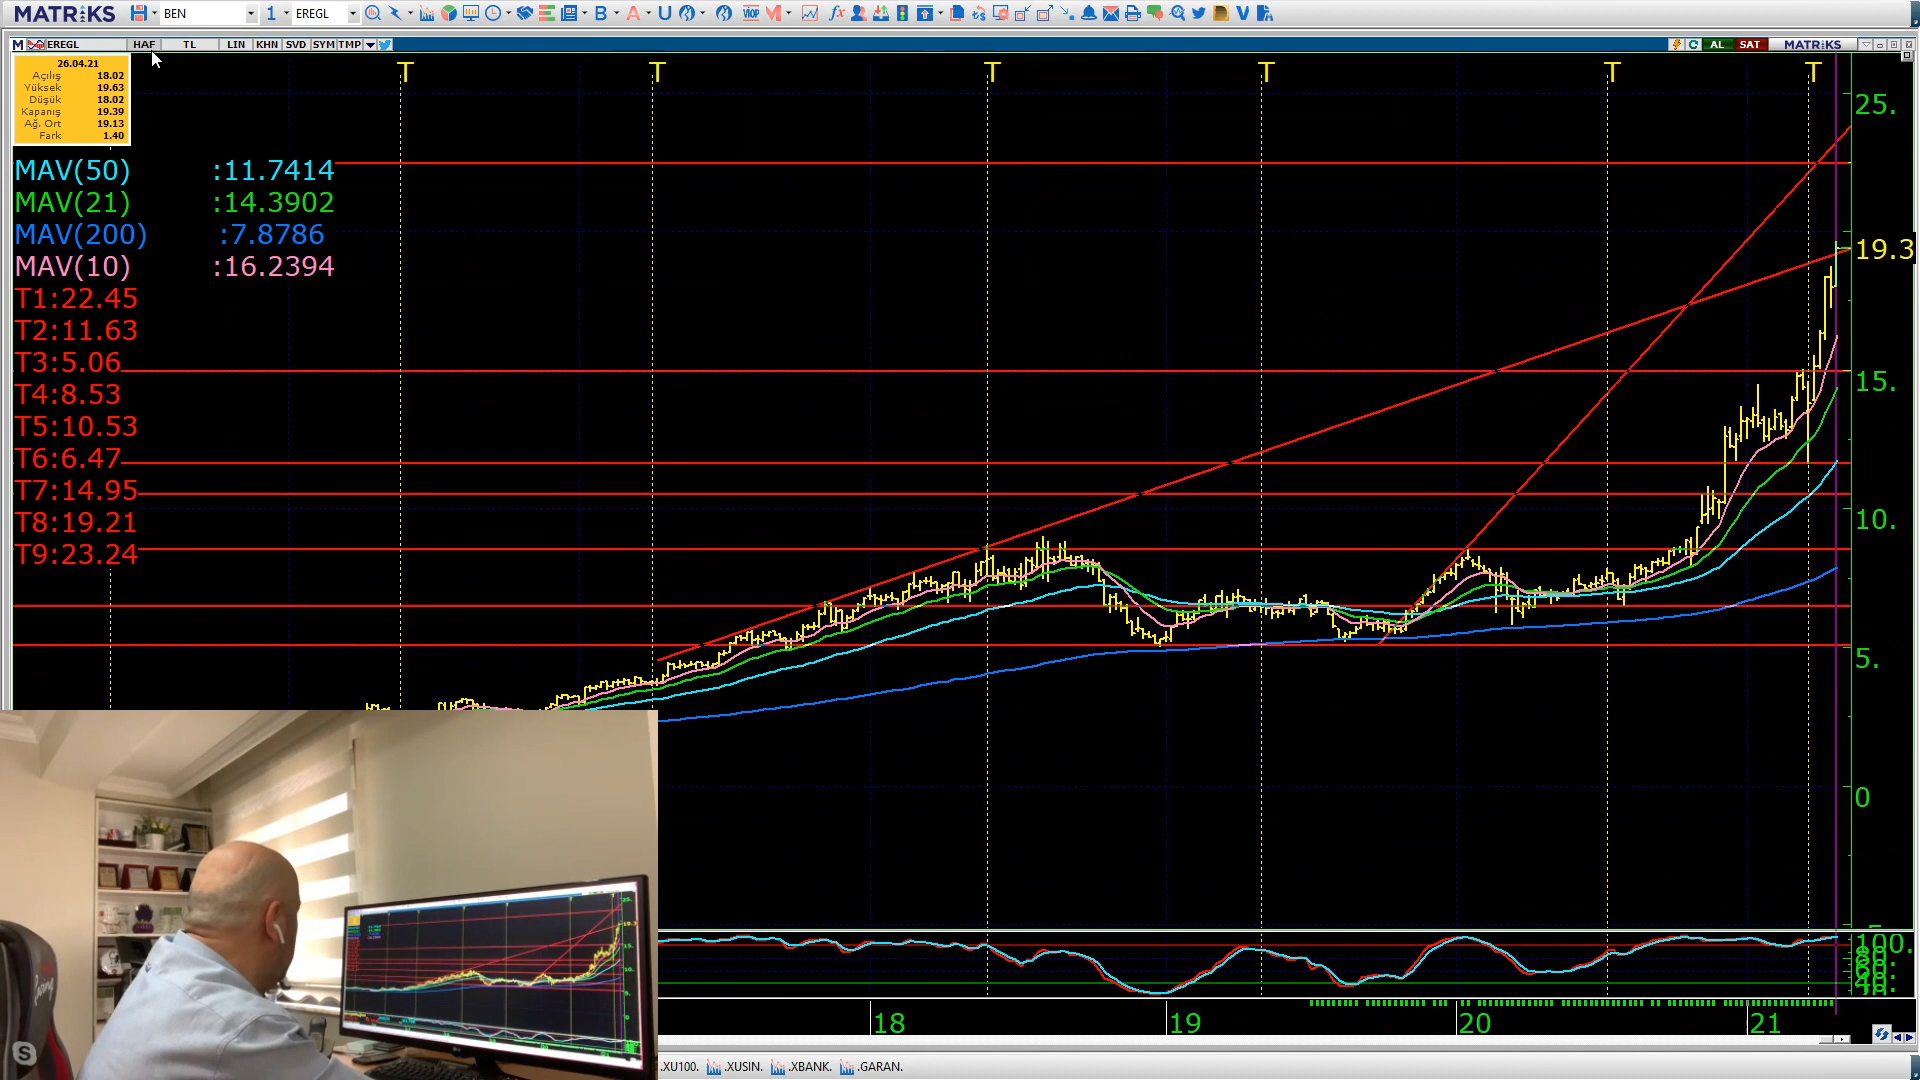 MATRIKS BEN 1 EREGL B A U VIOP M fx V
M EREGL HAF TL LIN KHN SVD SYM TMP AL SAT MATRIKS
26.04.21
Açılış 18.02
Yüksek 19.63
Düşük 18.02
Kapanış 19.39
Ağ. Ort 19.13
Fark 1.40
T T T T T T
MAV(50) :11.7414
MAV(21) :14.3902
MAV(200) :7.8786
MAV(10) :16.2394
T1:22.45
T2:11.63
T3:5.06
T4:8.53
T5:10.53
T6:6.47
T7:14.95
T8:19.21
T9:23.24
25.
19.3
15.
10.
5.
0
100.
18 19 20 21
Racing
S
.XU100. .XUSIN. .XBANK. .GARAN.